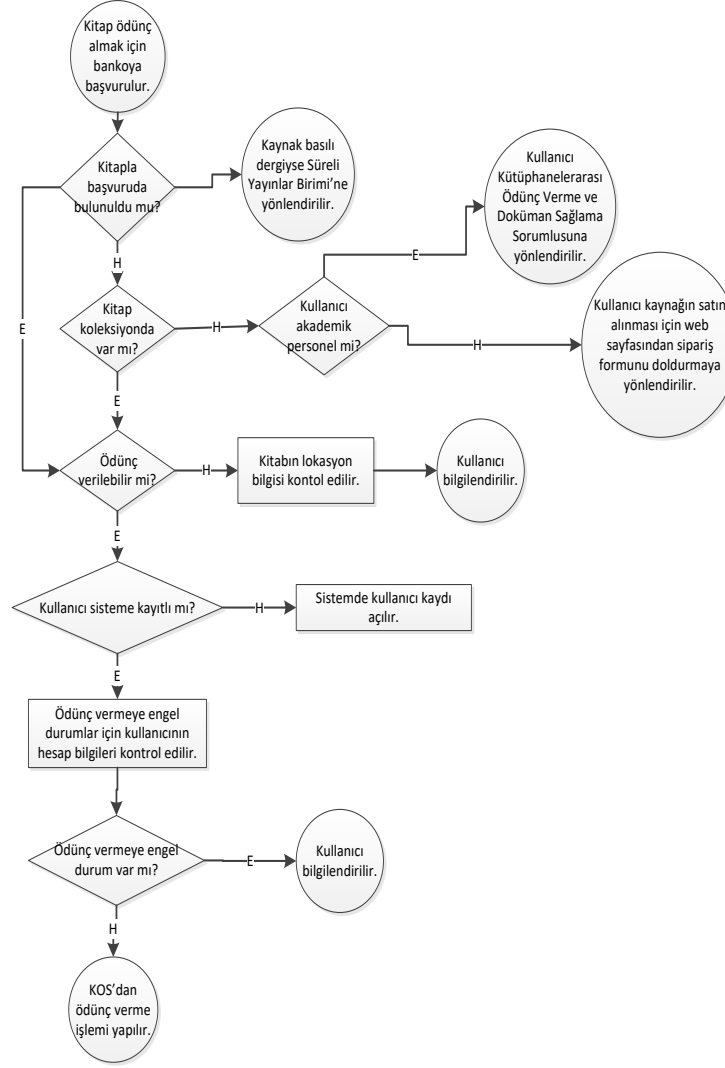 Kitap ödünç
almak için
bankoya
başvurulur.
Kitapla
başvuruda
bulunuldu mu?
Kaynak basılı
dergiyse Süreli
Yayınlar Birimi’ne
yönlendirilir.
Kullanıcı
Kütüphanelerarası
Ödünç Verme ve
Doküman Sağlama
Sorumlusuna
yönlendirilir.
E
H
E
Kitap
koleksiyonda
var mı?
H
Kullanıcı
akademik
personel mi?
H
Kullanıcı kaynağın satın
alınması için web
sayfasından sipariş
formunu doldurmaya
yönlendirilir.
E
Ödünç
verilebilir mi?
H
Kitabın lokasyon
bilgisi kontol edilir.
Kullanıcı
bilgilendirilir.
E
Kullanıcı sisteme kayıtlı mı?
H
Sistemde kullanıcı kaydı
açılır.
E
Ödünç vermeye engel
durumlar için kullanıcının
hesap bilgileri kontrol edilir.
Ödünç vermeye engel
durum var mı?
E
Kullanıcı
bilgilendirilir.
H
KOS’dan
ödünç verme
işlemi yapılır.